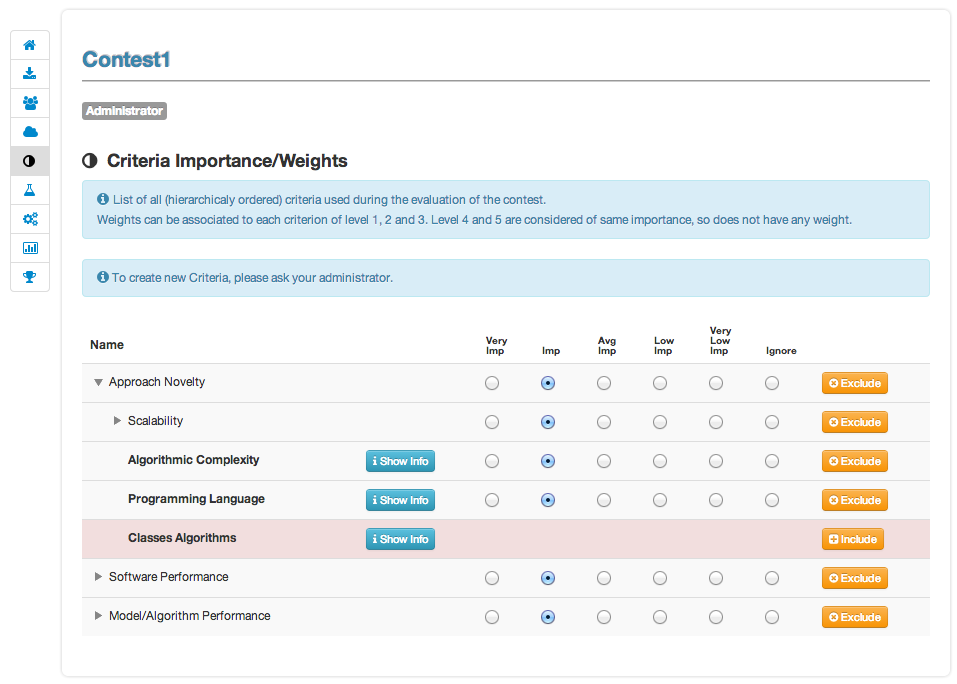 Contest1
Administrator
Criteria Importance/Weights
List of all (hierarchicaly ordered) criteria used during the evaluation of the contest.
Weights can be associated to each criterion of level 1, 2 and 3. Level 4 and 5 are considered of same importance, so does not have any weight.
To create new Criteria, please ask your administrator.
Name Very Imp Imp Avg Imp Low Imp Very Low Imp Ignore
Approach Novelty Exclude
Scalability Exclude
Algorithmic Complexity Show Info Exclude
Programming Language Show Info Exclude
Classes Algorithms Show Info Include
Software Performance Exclude
Model/Algorithm Performance Exclude